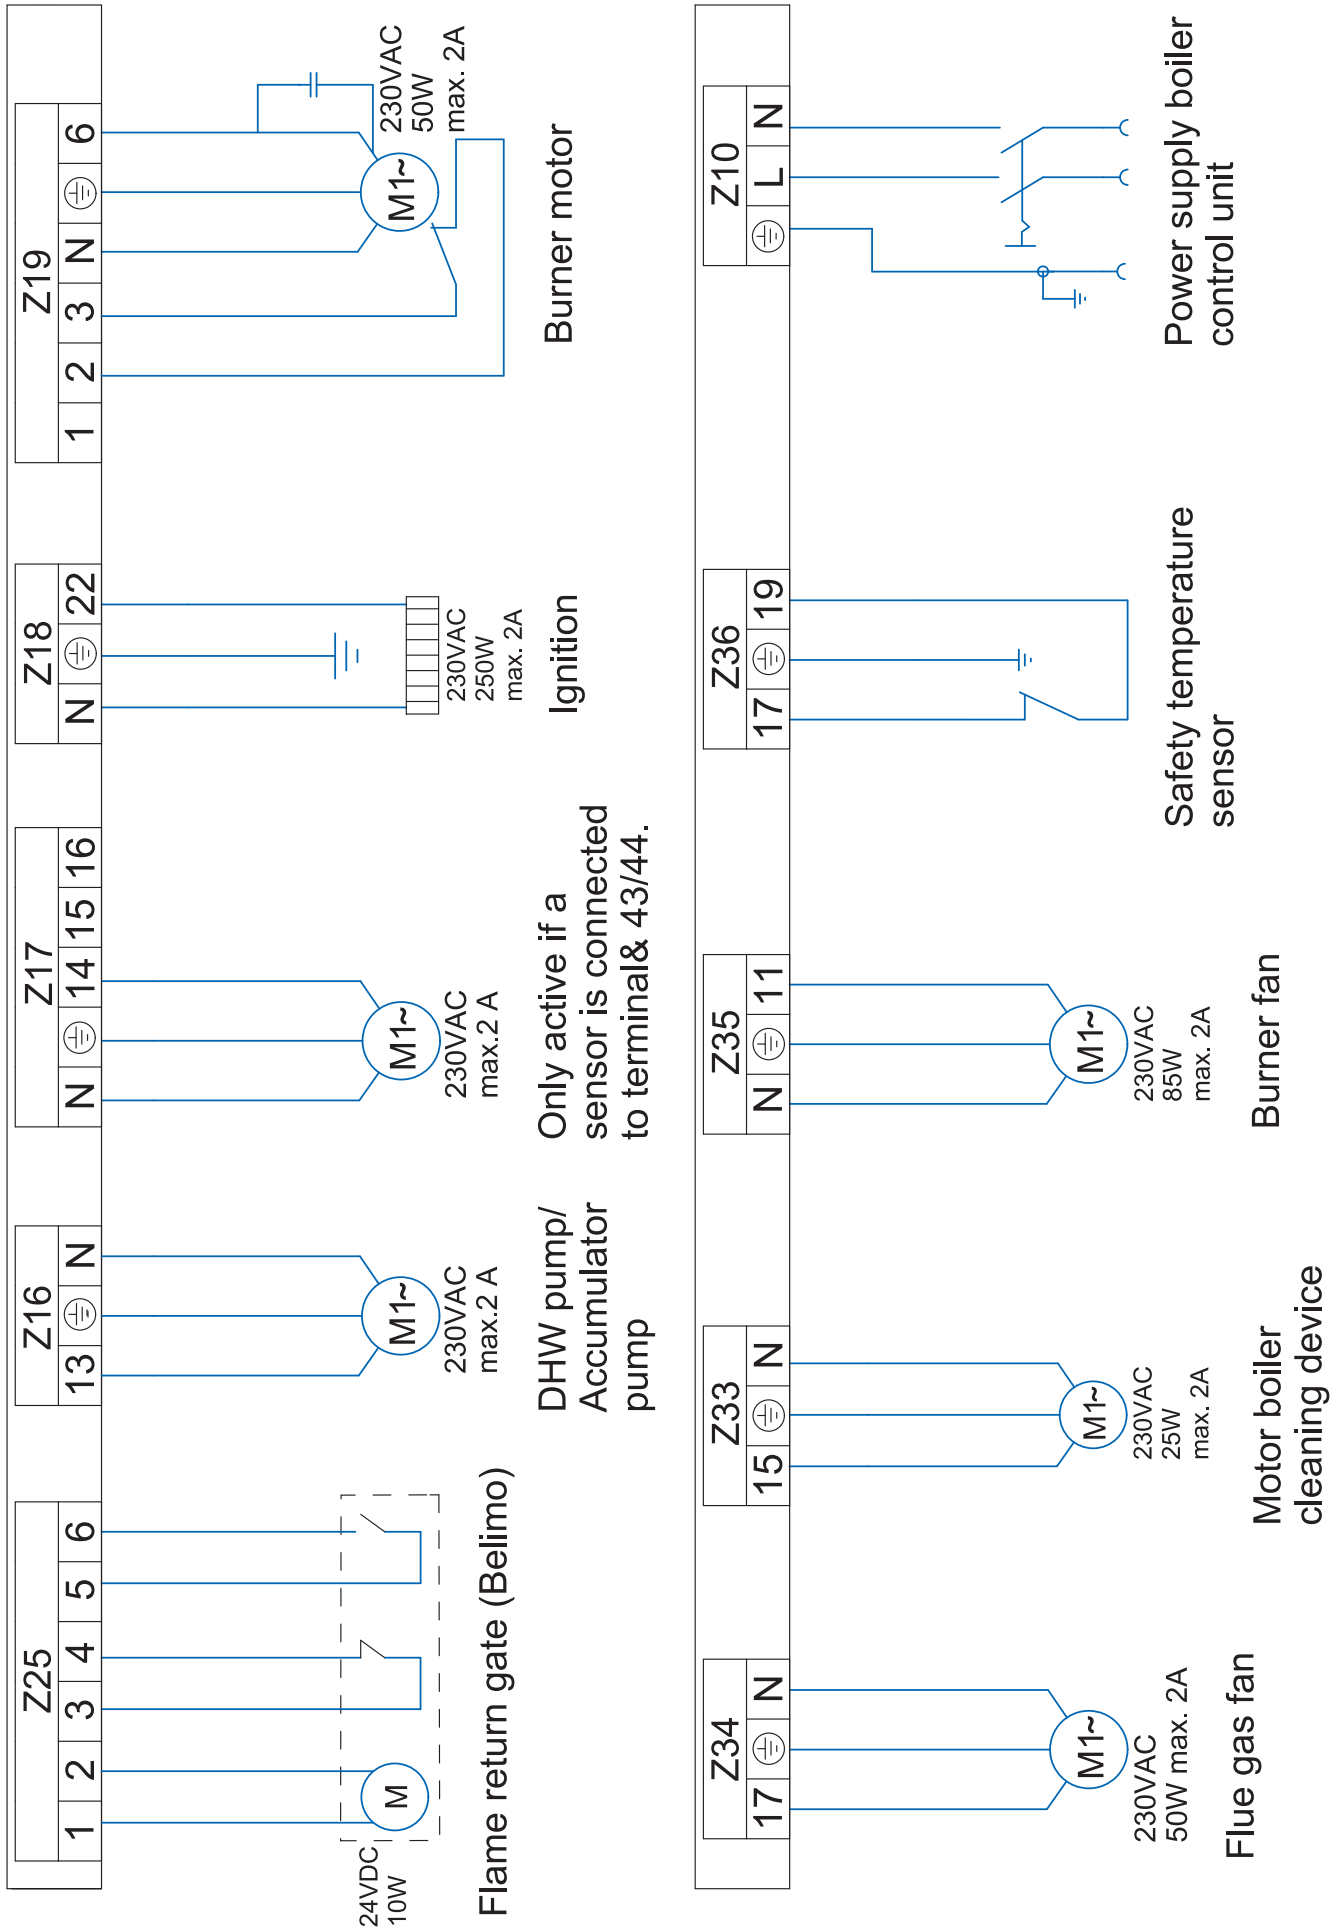 Z25
1 2 3 4 5 6
M
24VDC
10W
Flame return gate (Belimo)
Z16
13 N
M1~
230VAC
max.2 A
DHW pump/
Accumulator
pump
Z17
N 14 15 16
M1~
230VAC
max.2 A
Only active if a
sensor is connected
to terminal& 43/44.
Z18
N 22
230VAC
250W
max. 2A
Ignition
Z19
1 2 3 N 6
M1~
230VAC
50W
max. 2A
Burner motor
Z34
17 N
M1~
230VAC
50W max. 2A
Flue gas fan
Z33
15 N
M1~
230VAC
25W
max. 2A
Motor boiler
cleaning device
Z35
N 11
M1~
230VAC
85W
max. 2A
Burner fan
Z36
17 19
Safety temperature
sensor
Z10
L N
Power supply boiler
control unit